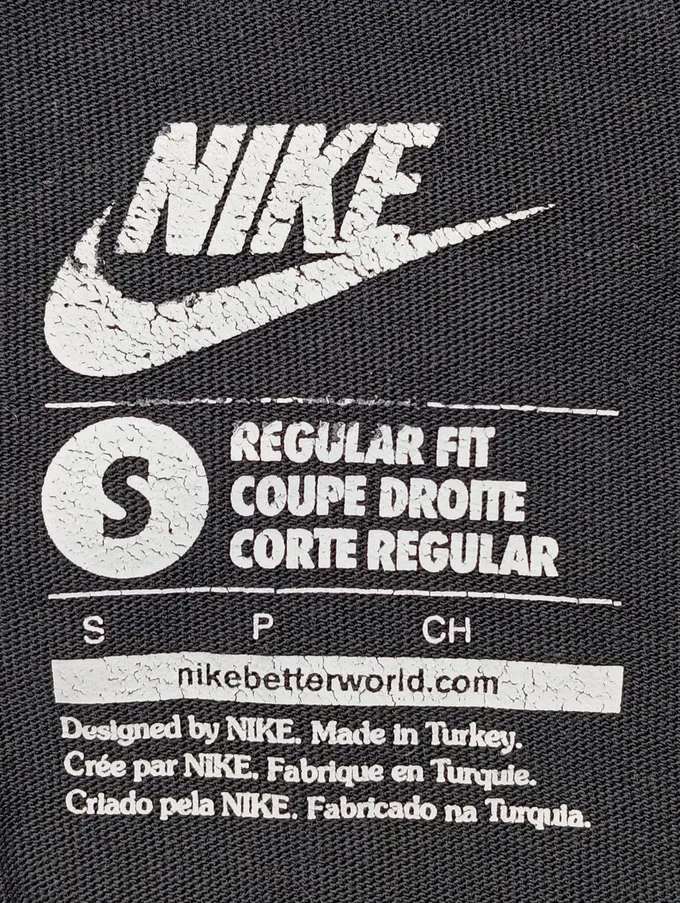 NIKE
S
REGULAR FIT
COUPE DROITE
CORTE REGULAR
S P CH
nikebetterworld.com
Designed by NIKE. Made in Turkey.
Crée par NIKE. Fabrique en Turquie.
Criado pela NIKE. Fabricado na Turquia.